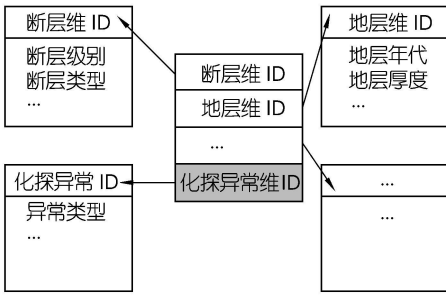 断层维 ID
断层级别
断层类型
...
断层维 ID
地层维 ID
...
化探异常维ID
地层维 ID
地层年代
地层厚度
...
化探异常 ID
异常类型
...
...
...